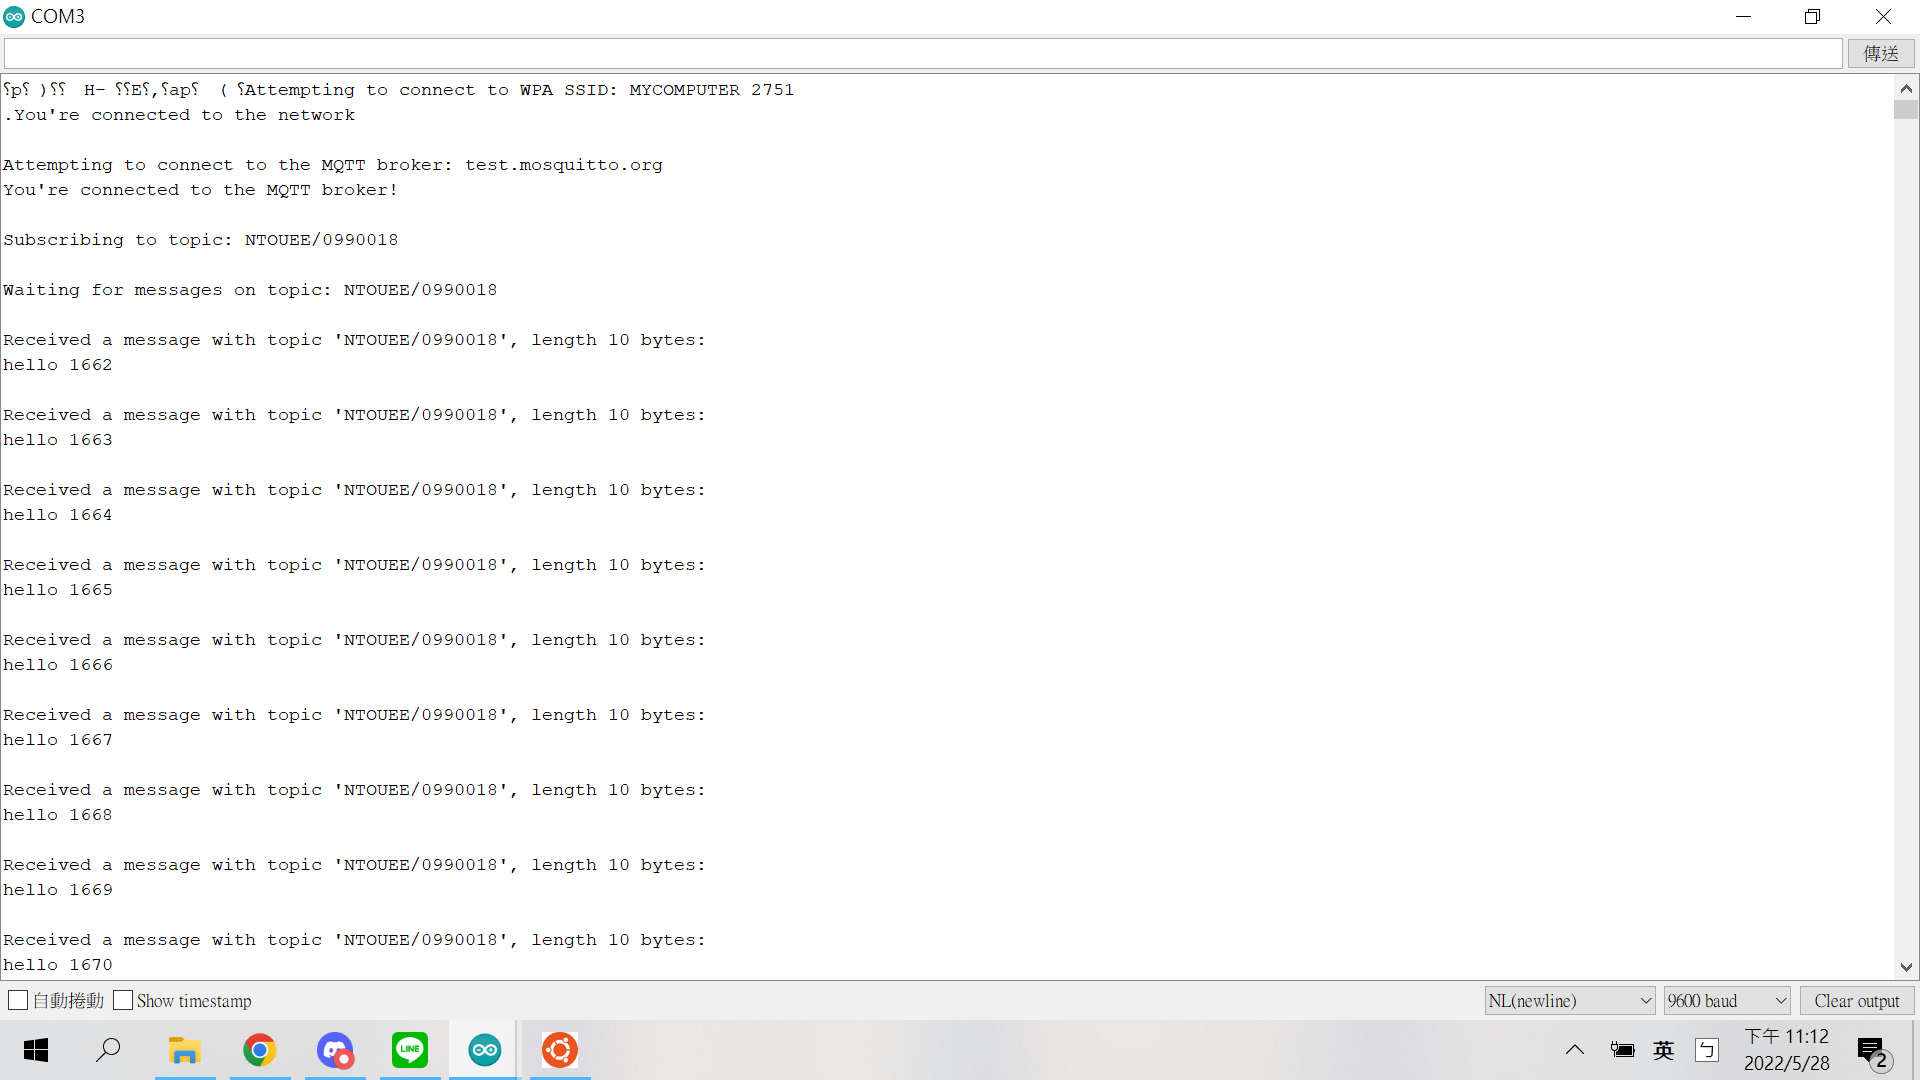 COM3
傳送
⸮p⸮ )⸮⸮  H- ⸮⸮E⸮,⸮ap⸮  ( ⸮Attempting to connect to WPA SSID: MYCOMPUTER 2751
.You're connected to the network
Attempting to connect to the MQTT broker: test.mosquitto.org
You're connected to the MQTT broker!
Subscribing to topic: NTOUEE/0990018
Waiting for messages on topic: NTOUEE/0990018
Received a message with topic 'NTOUEE/0990018', length 10 bytes:
hello 1662
Received a message with topic 'NTOUEE/0990018', length 10 bytes:
hello 1663
Received a message with topic 'NTOUEE/0990018', length 10 bytes:
hello 1664
Received a message with topic 'NTOUEE/0990018', length 10 bytes:
hello 1665
Received a message with topic 'NTOUEE/0990018', length 10 bytes:
hello 1666
Received a message with topic 'NTOUEE/0990018', length 10 bytes:
hello 1667
Received a message with topic 'NTOUEE/0990018', length 10 bytes:
hello 1668
Received a message with topic 'NTOUEE/0990018', length 10 bytes:
hello 1669
Received a message with topic 'NTOUEE/0990018', length 10 bytes:
hello 1670
自動捲動 Show timestamp NL(newline) 9600 baud Clear output
LINE
英 ㄅ
下午 11:12
2022/5/28
2